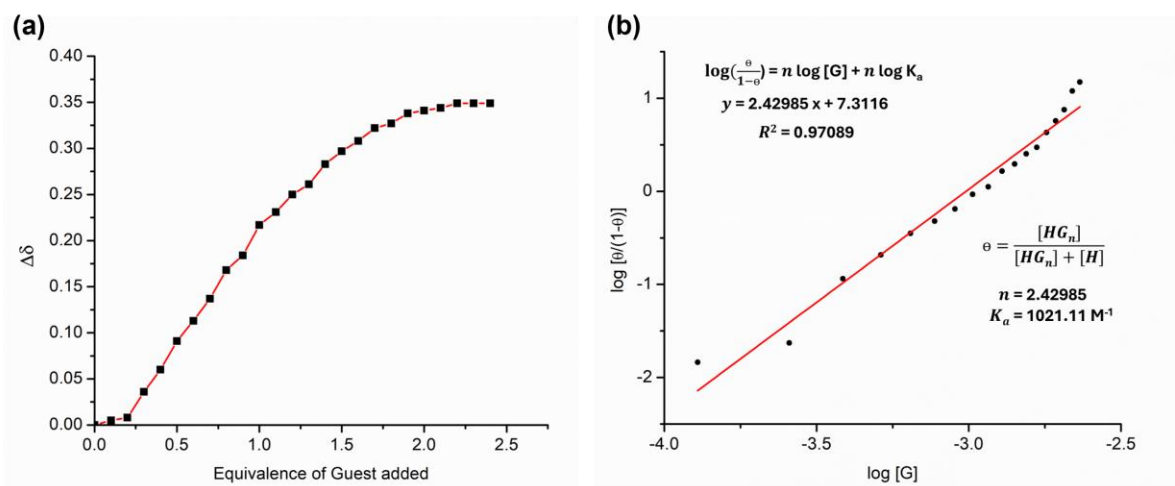 (a)
0.40
0.35
0.30
0.25
0.20
0.15
0.10
0.05
0.00
Δδ
0.0 0.5 1.0 1.5 2.0 2.5
Equivalence of Guest added
(b)
log(θ/1−θ) = n log [G] + n log Kₐ
y = 2.42985 x + 7.3116
R² = 0.97089
1
0
-1
-2
log [θ/(1-θ)]
θ = [HGₙ]/[HGₙ] + [H]
n = 2.42985
Kₐ = 1021.11 M⁻¹
-4.0 -3.5 -3.0 -2.5
log [G]